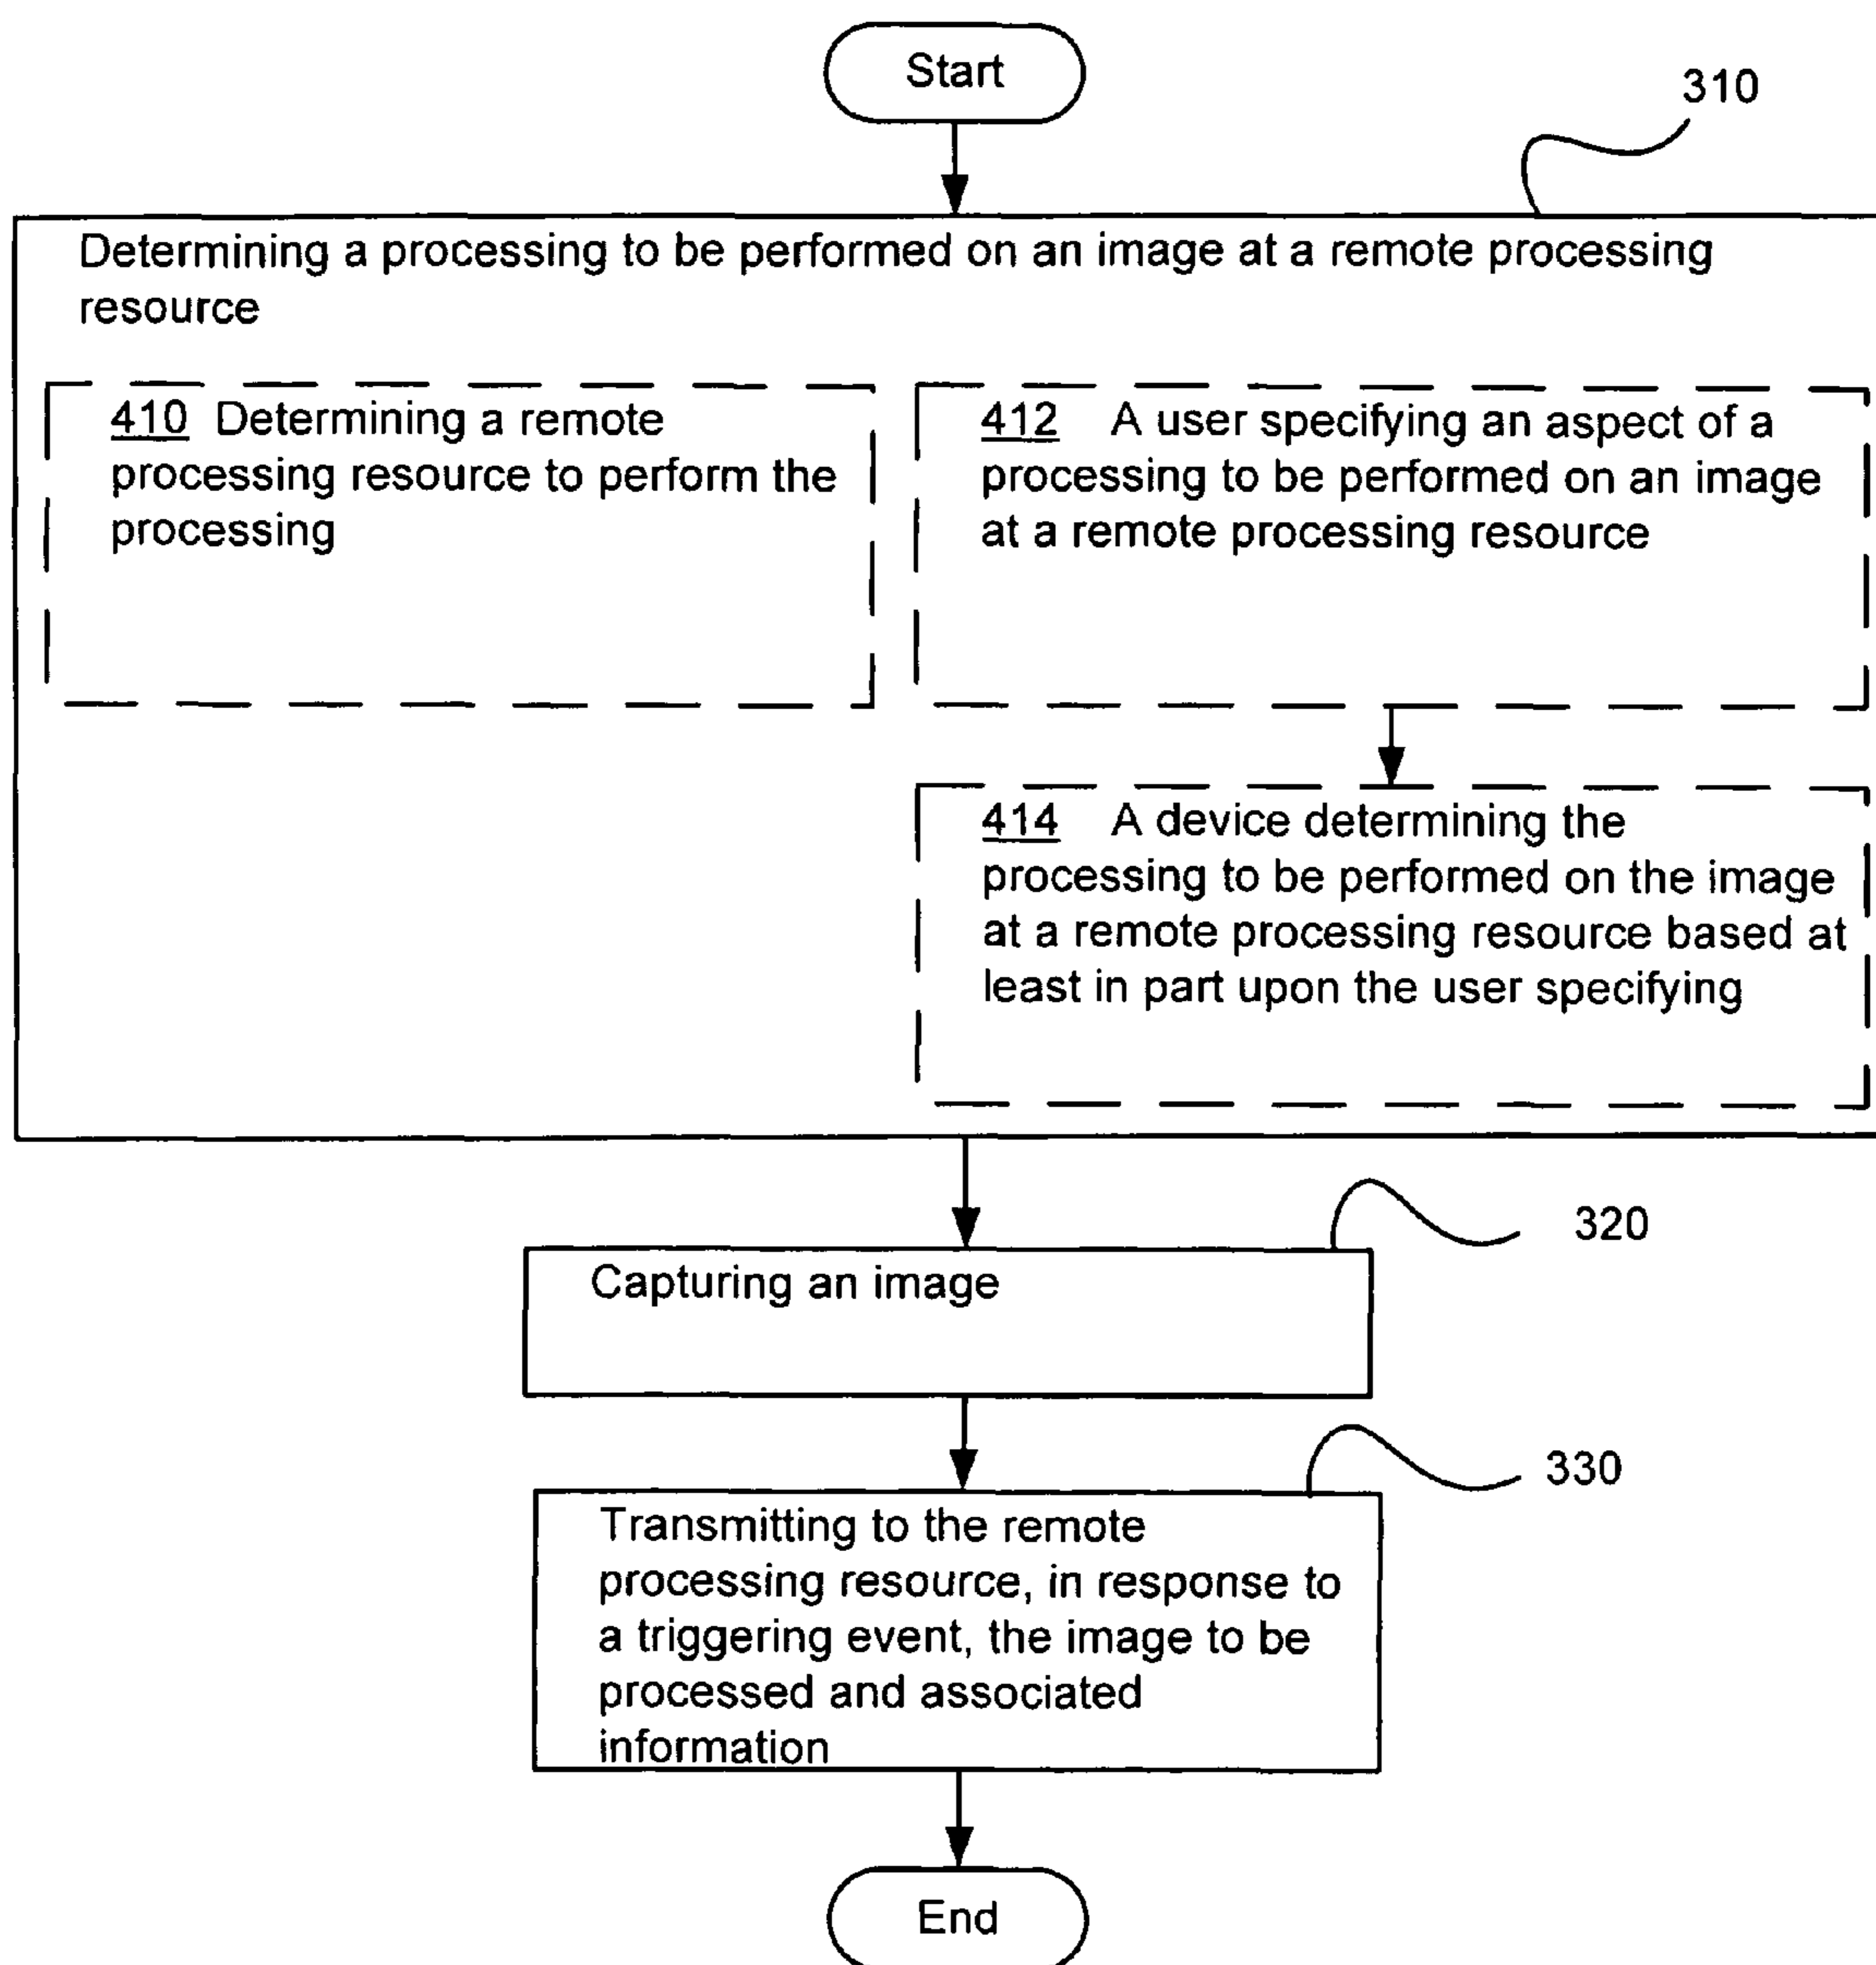 Start
310
Determining a processing to be performed on an image at a remote processing
resource
410 Determining a remote
processing resource to perform the
processing
412 A user specifying an aspect of a
processing to be performed on an image
at a remote processing resource
414 A device determining the
processing to be performed on the image
at a remote processing resource based at
least in part upon the user specifying
320
Capturing an image
330
Transmitting to the remote
processing resource, in response to
a triggering event, the image to be
processed and associated
information
End